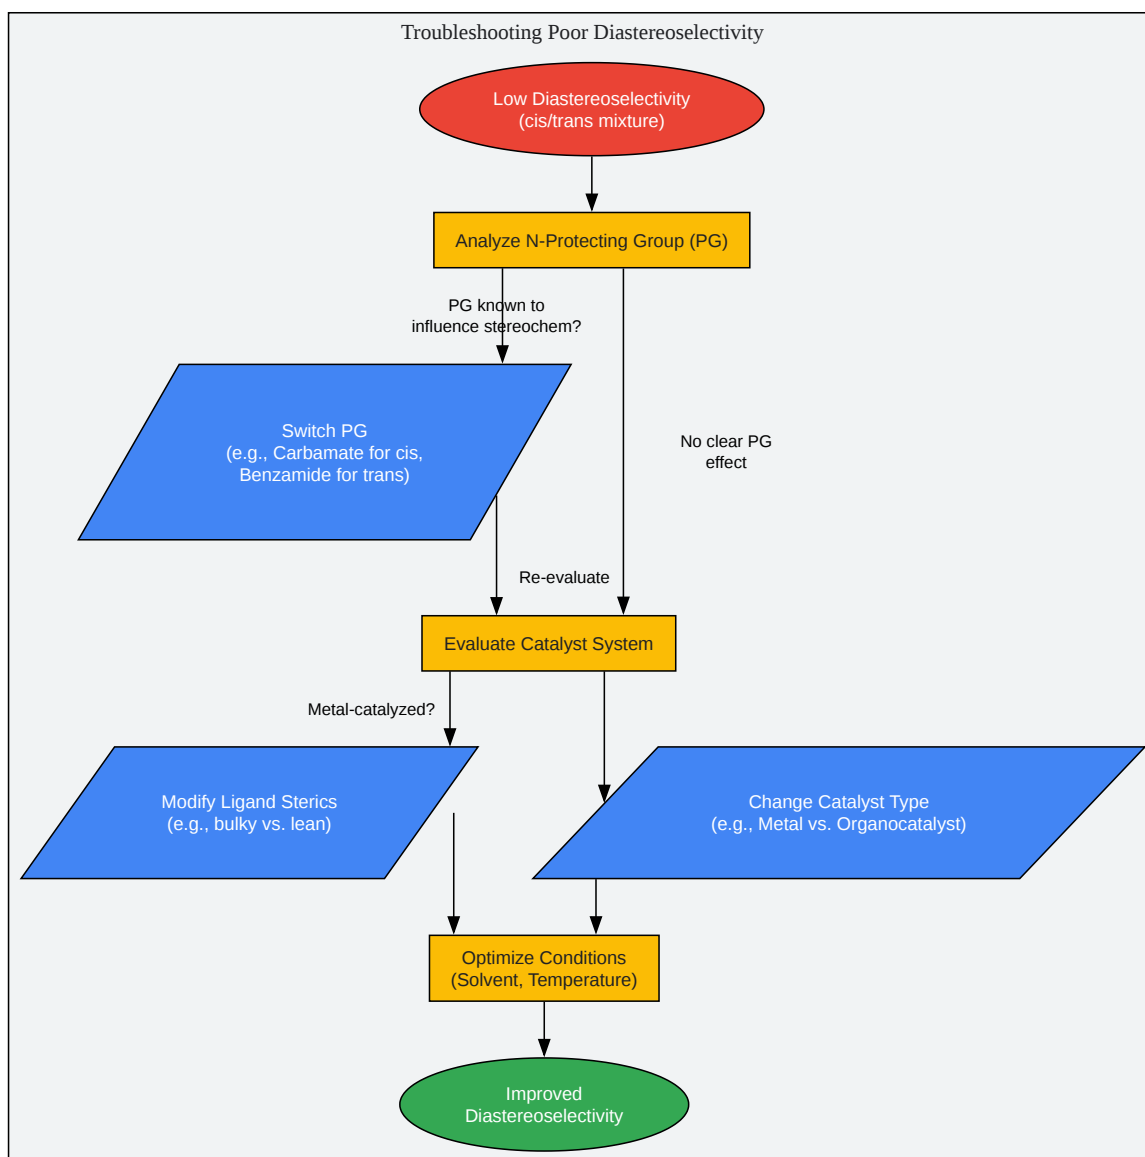 Troubleshooting Poor Diastereoselectivity
Low Diastereoselectivity
(cis/trans mixture)
Analyze N-Protecting Group (PG)
PG known to
influence stereochem?
Switch PG
(e.g., Carbamate for cis,
Benzamide for trans)
No clear PG
effect
Re-evaluate
Evaluate Catalyst System
Metal-catalyzed?
Modify Ligand Sterics
(e.g., bulky vs. lean)
Change Catalyst Type
(e.g., Metal vs. Organocatalyst)
Optimize Conditions
(Solvent, Temperature)
Improved
Diastereoselectivity